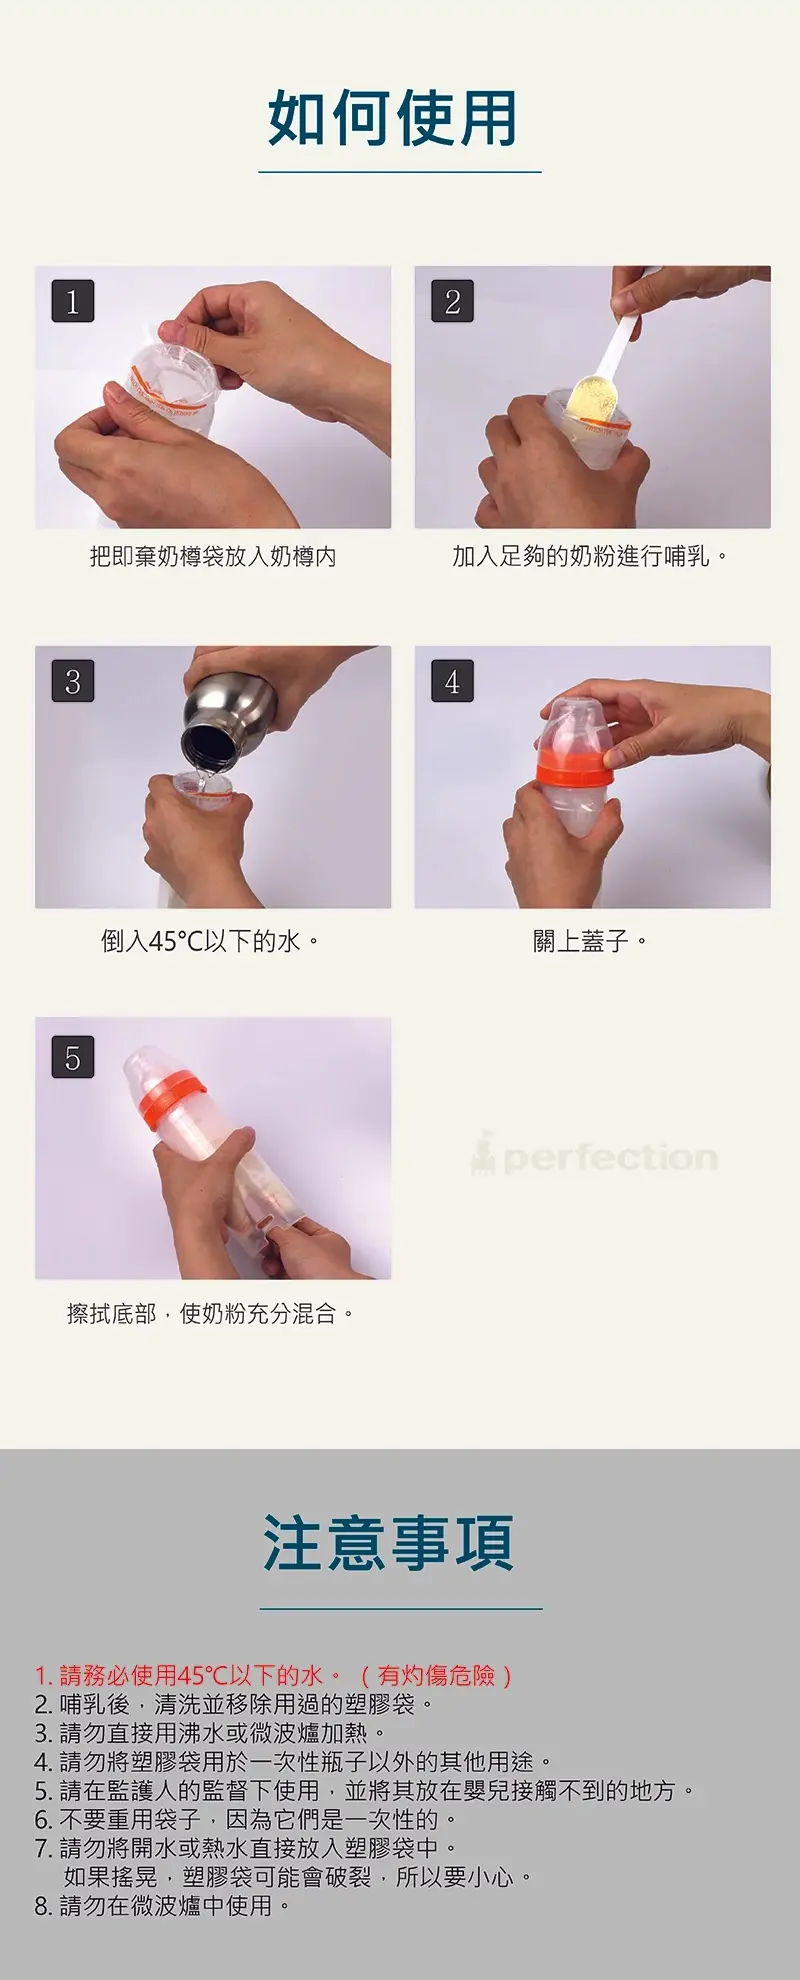 如何使用
1
2
把即棄奶樽袋放入奶樽内
加入足夠的奶粉進行哺乳。
3
4
倒入45°C以下的水。
關上蓋子。
5
perfection
擦拭底部，使奶粉充分混合。
注意事項
1. 請務必使用45℃以下的水。（有灼傷危險）
2. 哺乳後，清洗並移除用過的塑膠袋。
3. 請勿直接用沸水或微波爐加熱。
4. 請勿將塑膠袋用於一次性瓶子以外的其他用途。
5. 請在監護人的監督下使用，並將其放在嬰兒接觸不到的地方。
6. 不要重用袋子，因為它們是一次性的。
7. 請勿將開水或熱水直接放入塑膠袋中。
如果搖晃，塑膠袋可能會破裂，所以要小心。
8. 請勿在微波爐中使用。